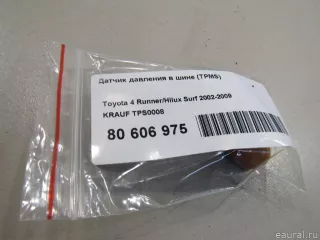 Датчик давления в шине (TPMS)
Toyota 4 Runner/Hilux Surf 2002-2009
KRAUF TPS0008
80 606 975
eaural.ru